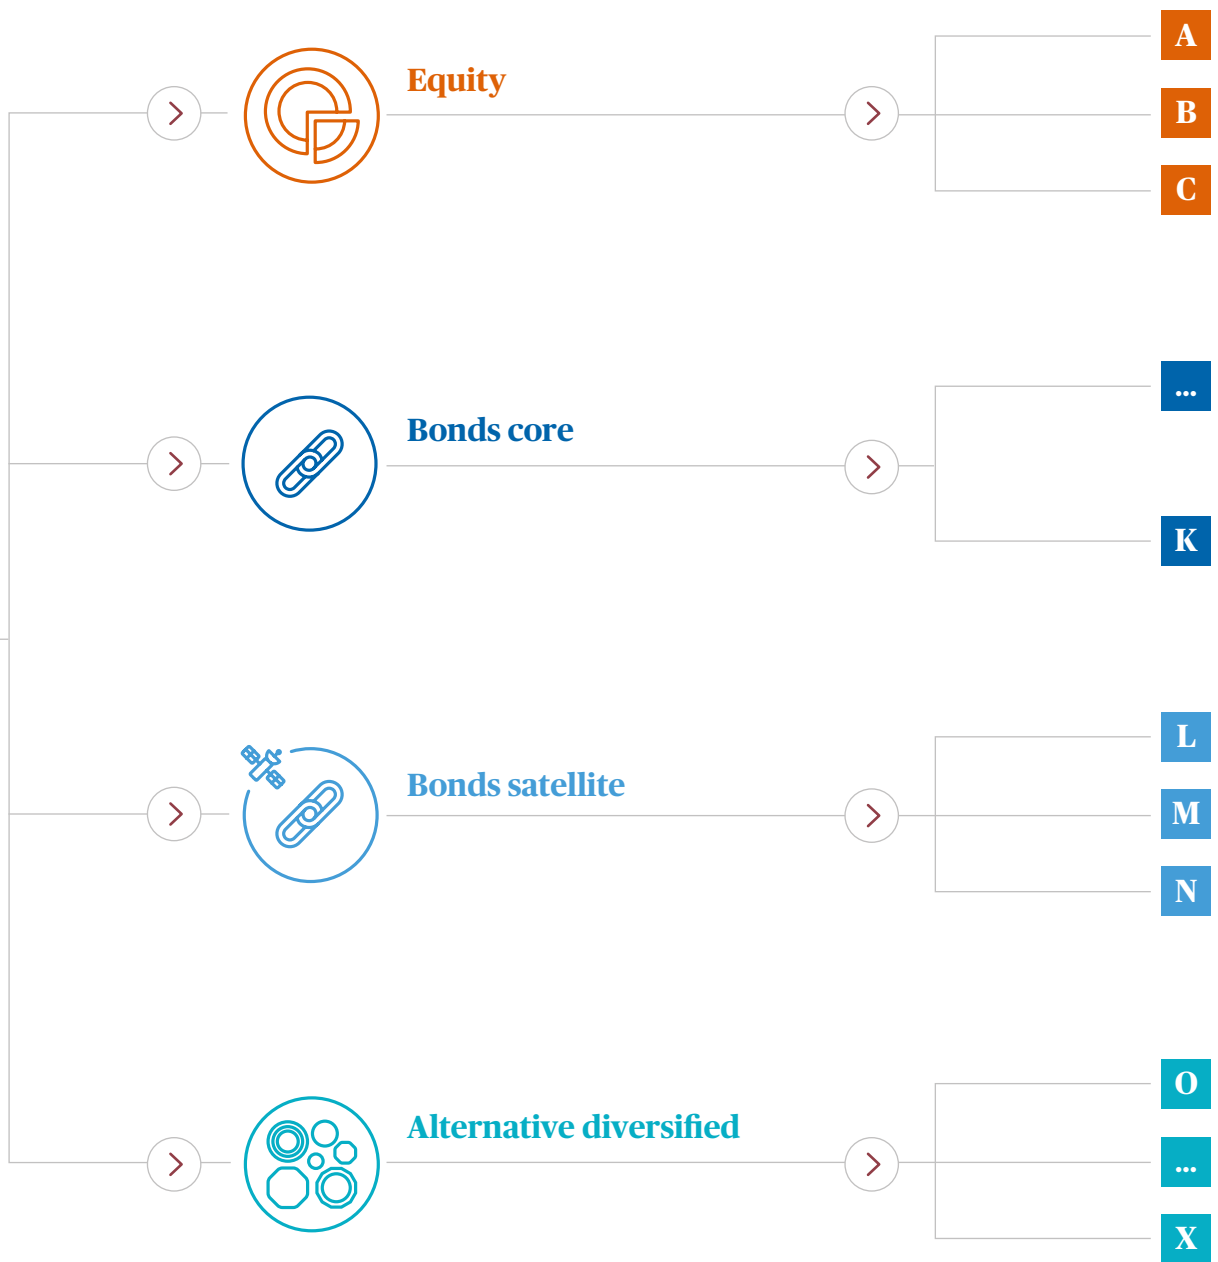 Equity
A
B
C
Bonds core
...
K
Bonds satellite
L
M
N
Alternative diversified
O
...
X